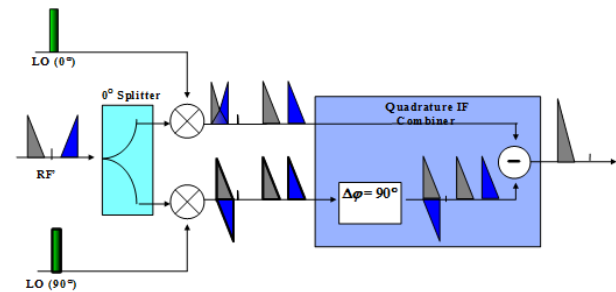 LO (0°)
0° Splitter
Quadrature IF
Combiner
RF
Δφ = 90°
LO (90°)